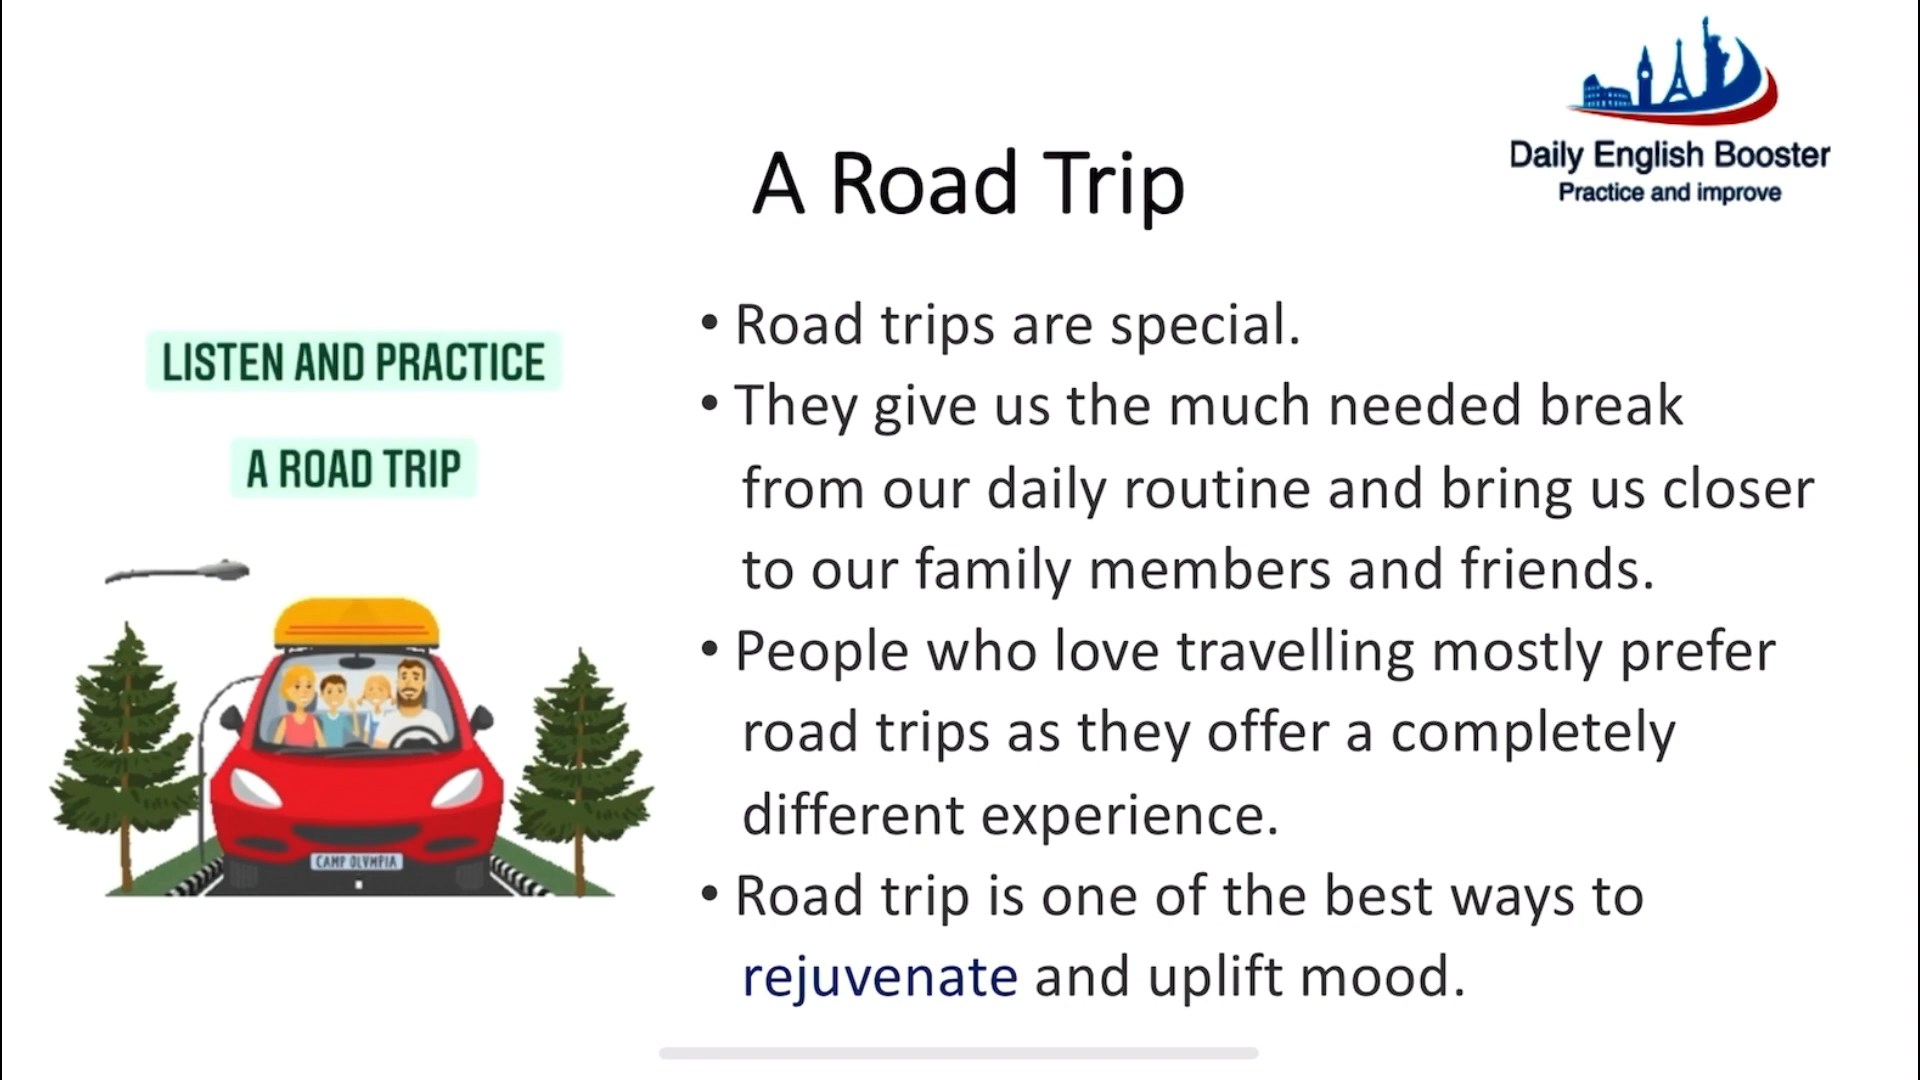 Daily English Booster
Practice and improve
A Road Trip
LISTEN AND PRACTICE
A ROAD TRIP
CAMP OLYMPIA
• Road trips are special.
• They give us the much needed break
from our daily routine and bring us closer
to our family members and friends.
• People who love travelling mostly prefer
road trips as they offer a completely
different experience.
• Road trip is one of the best ways to
rejuvenate and uplift mood.